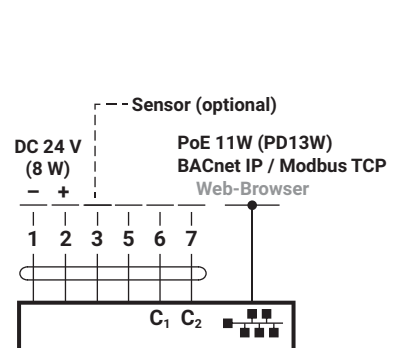 Sensor (optional)
DC 24 V
(8 W)
– +
PoE 11W (PD13W)
BACnet IP / Modbus TCP
Web-Browser
1 2 3 5 6 7
C₁ C₂